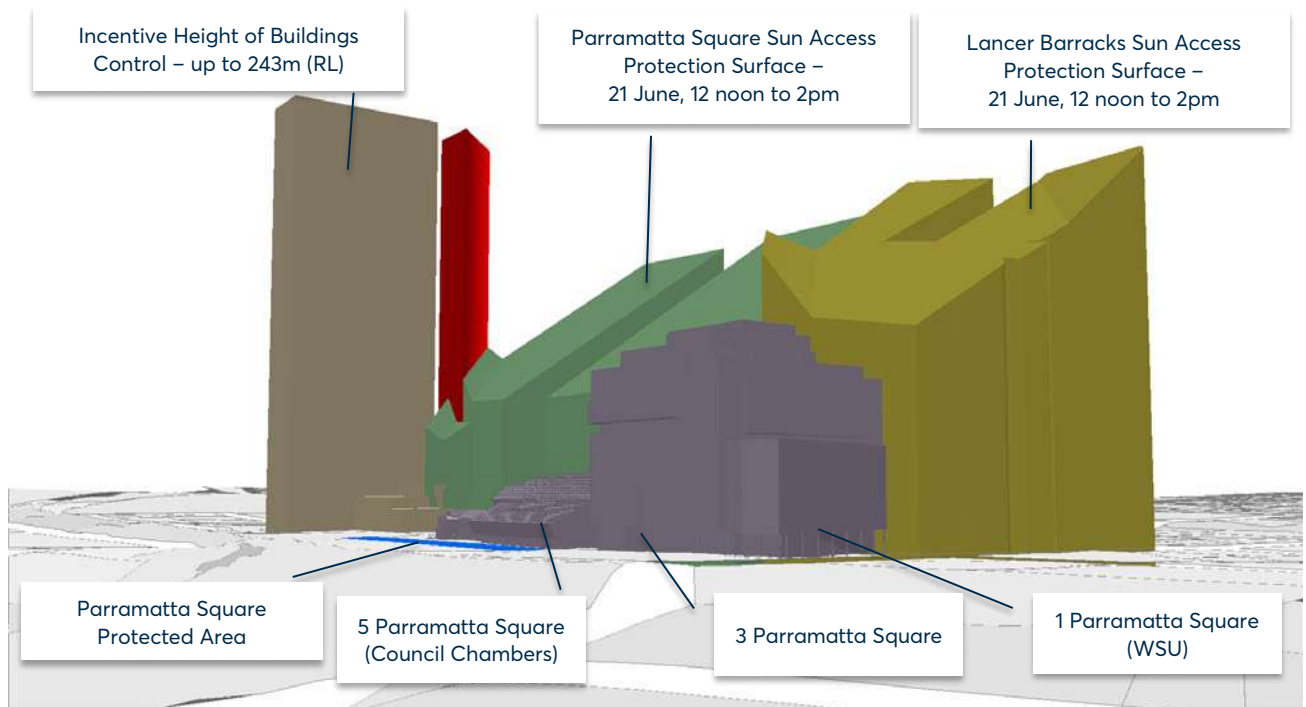 Incentive Height of Buildings
Control – up to 243m (RL)
Parramatta Square Sun Access
Protection Surface –
21 June, 12 noon to 2pm
Lancer Barracks Sun Access
Protection Surface –
21 June, 12 noon to 2pm
Parramatta Square
Protected Area
5 Parramatta Square
(Council Chambers)
3 Parramatta Square
1 Parramatta Square
(WSU)